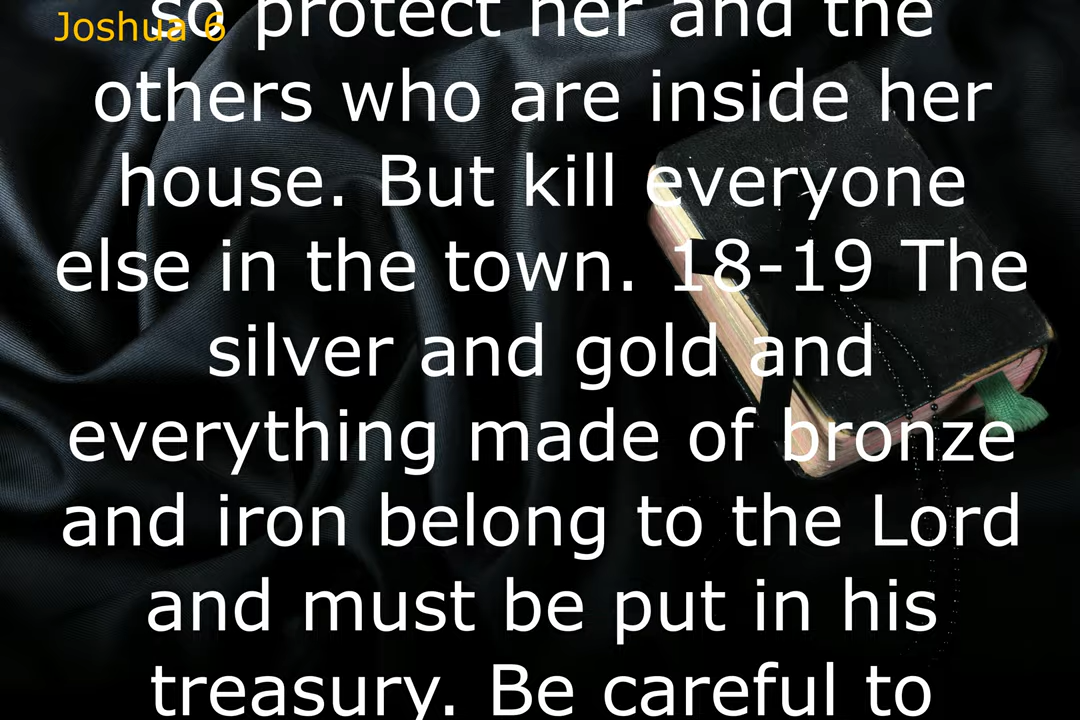 Joshua 6
so protect her and the
others who are inside her
house. But kill everyone
else in the town. 18-19 The
silver and gold and
everything made of bronze
and iron belong to the Lord
and must be put in his
treasury. Be careful to